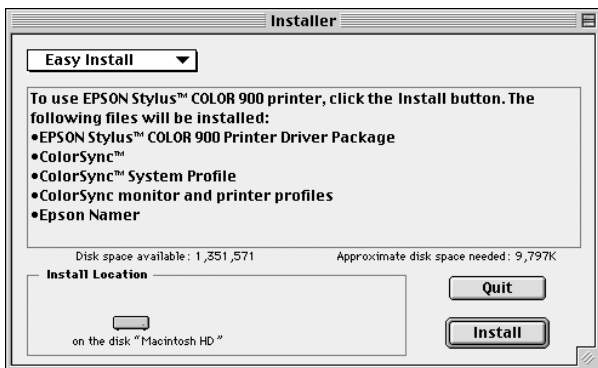 Installer
Easy Install
To use EPSON Stylus™ COLOR 900 printer, click the Install button. The
following files will be installed:
•EPSON Stylus™ COLOR 900 Printer Driver Package
•ColorSync™
•ColorSync™ System Profile
•ColorSync monitor and printer profiles
•Epson Namer
Disk space available: 1,351,571
Approximate disk space needed: 9,797K
Install Location
on the disk "Macintosh HD"
Quit
Install